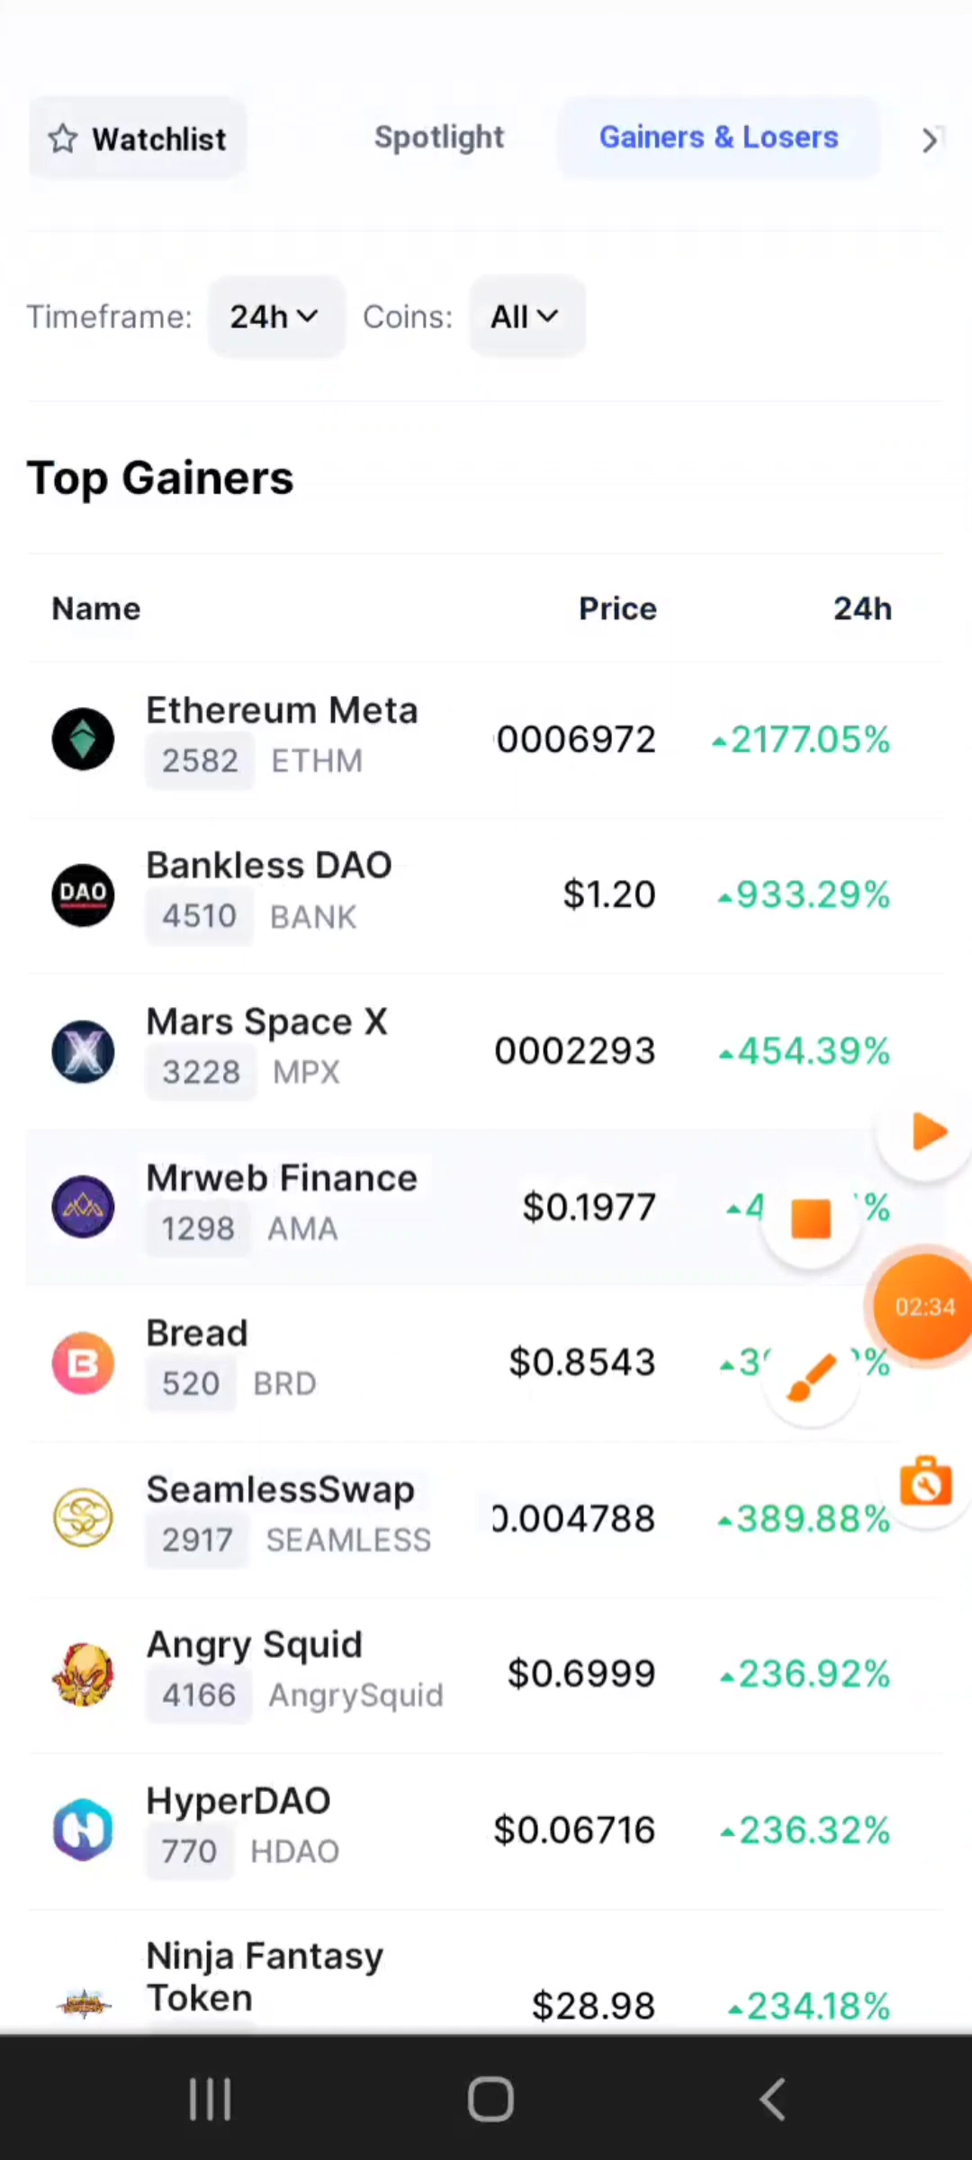 Watchlist Spotlight Gainers & Losers
Timeframe: 24h Coins: All
Top Gainers
Name Price 24h
Ethereum Meta
2582 ETHM 0006972 2177.05%
Bankless DAO
DAO 4510 BANK $1.20 933.29%
Mars Space X
3228 MPX 0002293 454.39%
Mrweb Finance
1298 AMA $0.1977 4 %
02:34
Bread
B 520 BRD $0.8543 %
SeamlessSwap
2917 SEAMLESS 0.004788 389.88%
Angry Squid
4166 AngrySquid $0.6999 236.92%
HyperDAO
770 HDAO $0.06716 236.32%
Ninja Fantasy
Token $28.98 234.18%